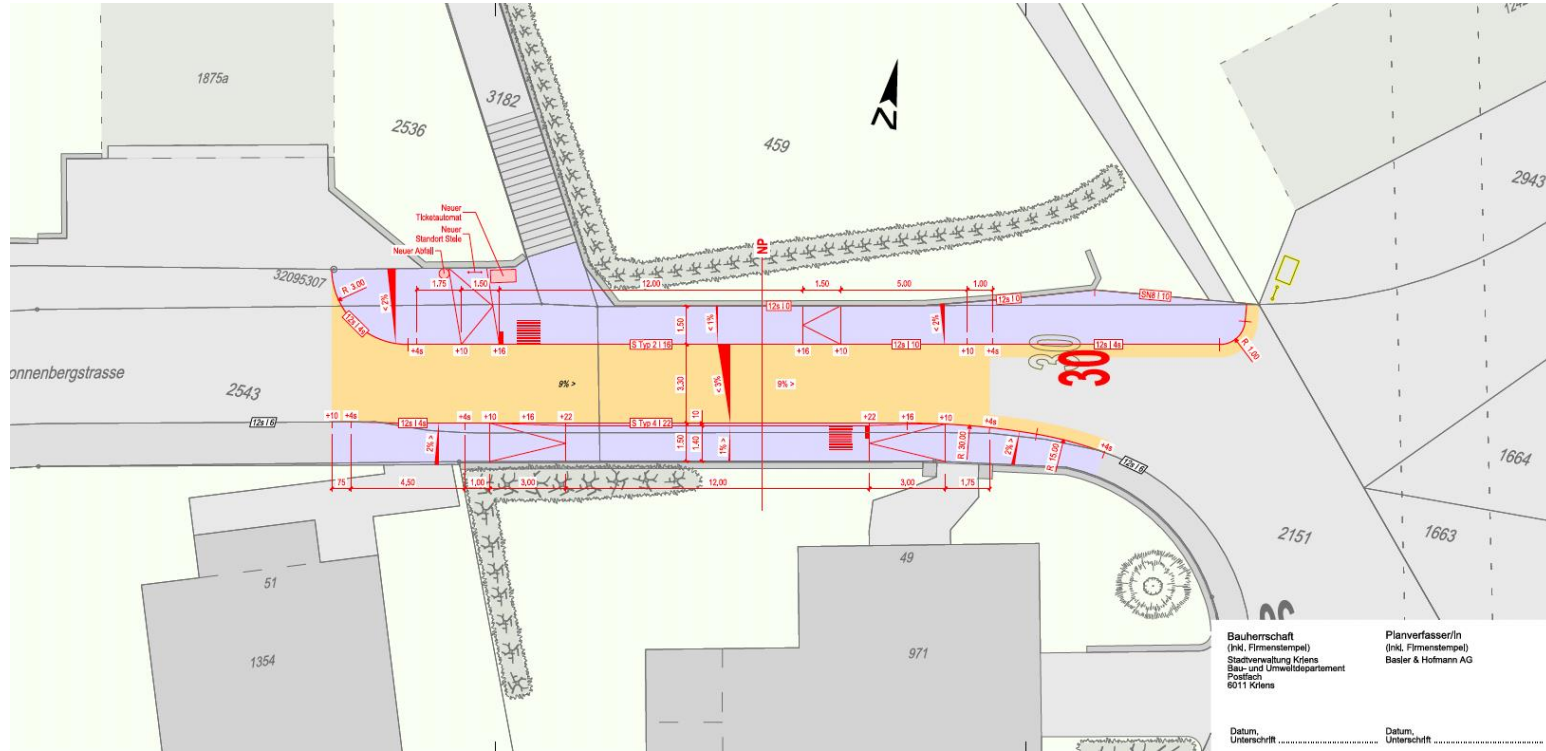 1875a
2536
3182
459
N
2943
Neuer
Ticketautomat
Neuer
Standort Stele
Neuer Abfall
NP
32095307
R 3,00
12s | 4s
< 2%
1.75
1.50
12.00
1.50
5.00
1.00
12s | 0
12s | 0
SN8 | 10
< 1%
< 2%
1,50
+4s
+10
+16
S Typ 2 | 16
+16
+10
12s | 10
+10
+4s
12s | 4s
R 1,00
30
30
onnenbergstrasse
2543
9% >
3,30
< 3%
9% >
12s | 6
+10
+4s
12s | 4s
+4s
+10
+16
+22
S Typ 4 | 22
10
+22
+16
+10
+4s
+4s
12s | 6
2% >
1.50
1,40
1% >
R 30,00
2% >
R 15,00
75
4,50
1,00
3,00
12,00
3,00
1,75
1664
1663
2151
51
49
1354
971
Bauherrschaft
(inkl. Firmenstempel)
Stadtverwaltung Kriens
Bau- und Umweltdepartement
Postfach
6011 Kriens
Planverfasser/in
(inkl. Firmenstempel)
Basler & Hofmann AG
Datum,
Unterschrift
Datum,
Unterschrift